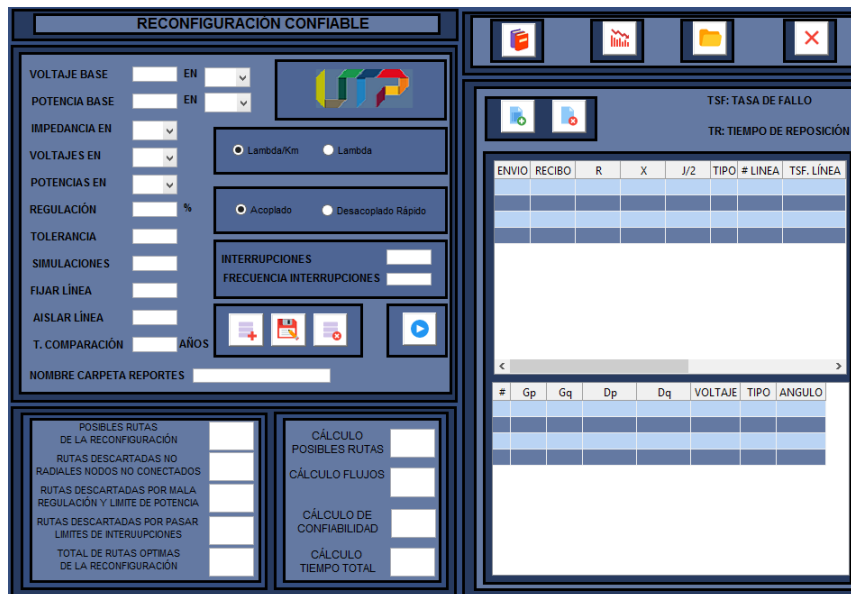 RECONFIGURACIÓN CONFIABLE
VOLTAJE BASE
EN
POTENCIA BASE
EN
IMPEDANCIA EN
VOLTAJES EN
POTENCIAS EN
REGULACIÓN
%
TOLERANCIA
SIMULACIONES
FIJAR LÍNEA
AISLAR LÍNEA
T. COMPARACIÓN
AÑOS
NOMBRE CARPETA REPORTES
UTP
Lambda/Km
Lambda
Acoplado
Desacoplado Rápido
INTERRUPCIONES
FRECUENCIA INTERRUPCIONES
POSIBLES RUTAS
DE LA RECONFIGURACIÓN
RUTAS DESCARTADAS NO
RADIALES NODOS NO CONECTADOS
RUTAS DESCARTADAS POR MALA
REGULACIÓN Y LIMITE DE POTENCIA
RUTAS DESCARTADAS POR PASAR
LIMITES DE INTERUUPCIONES
TOTAL DE RUTAS OPTIMAS
DE LA RECONFIGURACIÓN
CÁLCULO
POSIBLES RUTAS
CÁLCULO FLUJOS
CÁLCULO DE
CONFIABILIDAD
CÁLCULO
TIEMPO TOTAL
TSF: TASA DE FALLO
TR: TIEMPO DE REPOSICIÓN
ENVIO RECIBO R X J/2 TIPO # LINEA TSF. LÍNEA
# Gp Gq Dp Dq VOLTAJE TIPO ANGULO